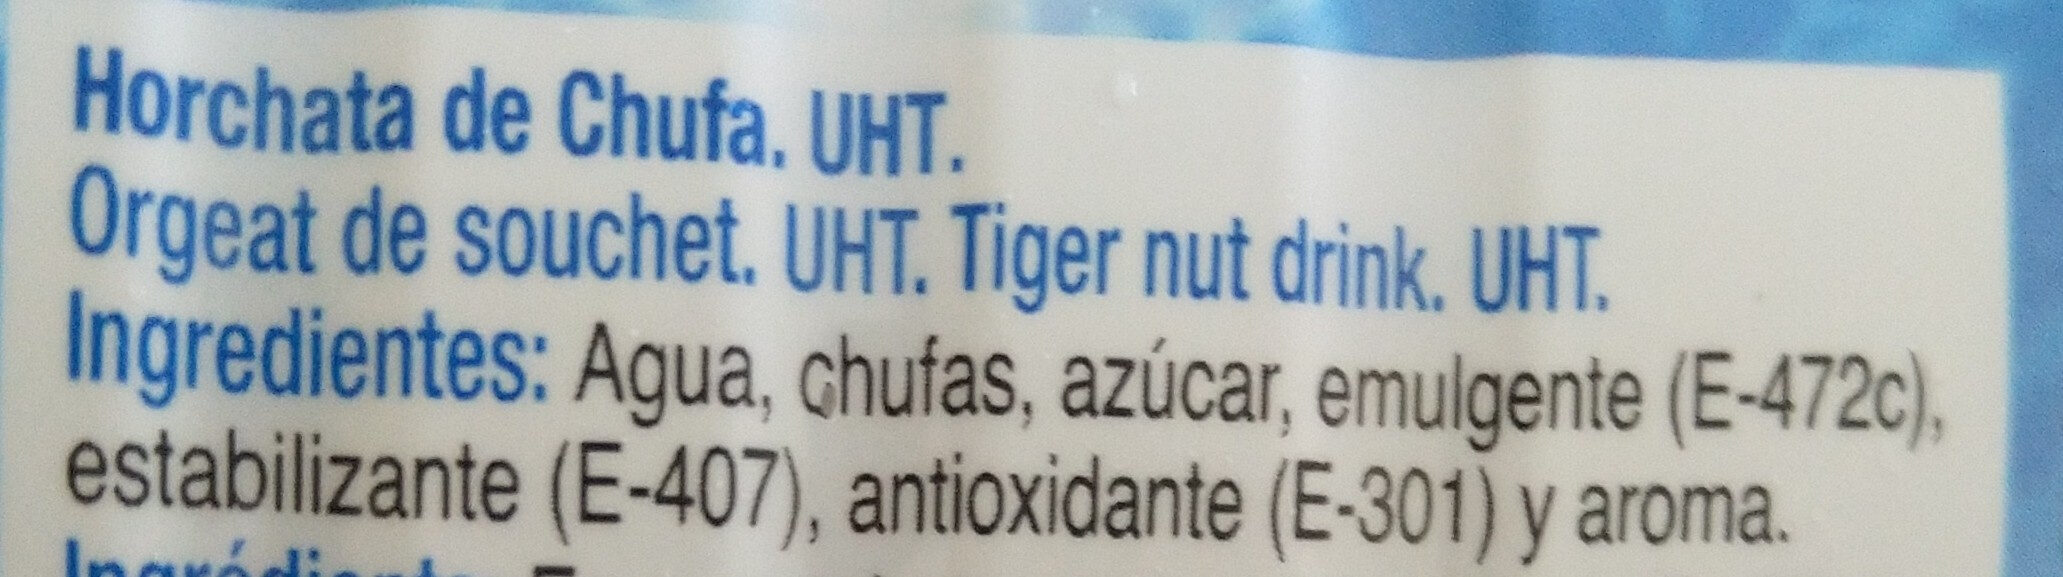 Horchata de Chufa. UHT.
Orgeat de souchet. UHT. Tiger nut drink. UHT.
Ingredientes: Agua, chufas, azúcar, emulgente (E-472c),
estabilizante (E-407), antioxidante (E-301) y aroma.